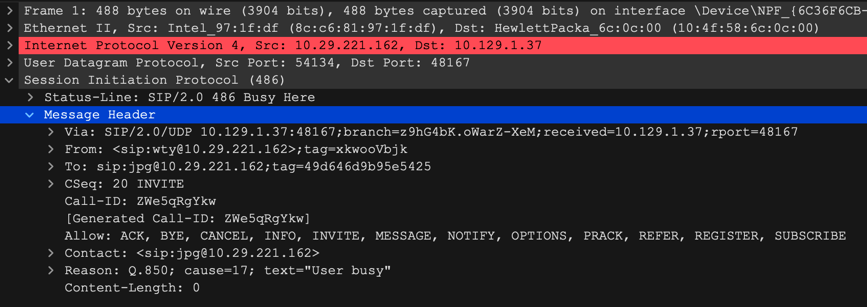 Frame 1: 488 bytes on wire (3904 bits), 488 bytes captured (3904 bits) on interface \Device\NPF_{6C36F6CB-
Ethernet II, Src: Intel_97:1f:df (8c:c6:81:97:1f:df), Dst: HewlettPacka_6c:0c:00 (10:4f:58:6c:0c:00)
Internet Protocol Version 4, Src: 10.29.221.162, Dst: 10.129.1.37
User Datagram Protocol, Src Port: 54134, Dst Port: 48167
Session Initiation Protocol (486)
Status-Line: SIP/2.0 486 Busy Here
Message Header
Via: SIP/2.0/UDP 10.129.1.37:48167;branch=z9hG4bK.oWarZ-XeM;received=10.129.1.37;rport=48167
From: <sip:wty@10.29.221.162>;tag=xkwooVbjk
To: sip:jpg@10.29.221.162;tag=49d646d9b95e5425
CSeq: 20 INVITE
Call-ID: ZWe5qRgYkw
[Generated Call-ID: ZWe5qRgYkw]
Allow: ACK, BYE, CANCEL, INFO, INVITE, MESSAGE, NOTIFY, OPTIONS, PRACK, REFER, REGISTER, SUBSCRIBE
Contact: <sip:jpg@10.29.221.162>
Reason: Q.850; cause=17; text="User busy"
Content-Length: 0